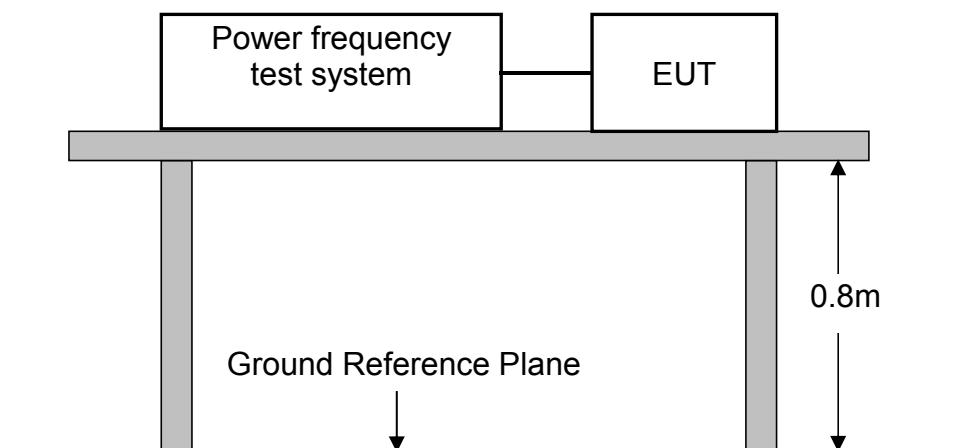 Power frequency
test system
EUT
0.8m
Ground Reference Plane